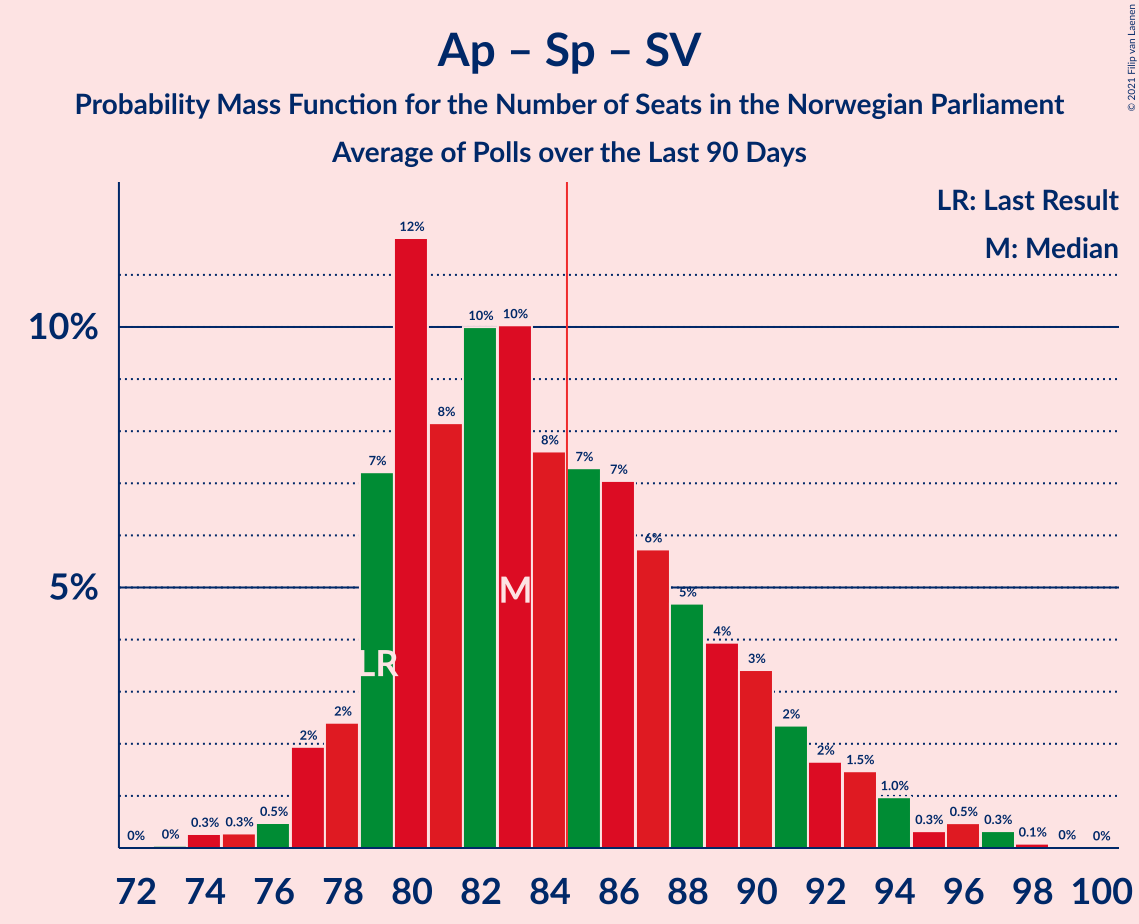 Ap – Sp – SV
Probability Mass Function for the Number of Seats in the Norwegian Parliament
Average of Polls over the Last 90 Days
© 2021 Filip van Laenen
LR: Last Result
M: Median
10%
5%
0% 0% 0.3% 0.3% 0.5% 2% 2% 7% 12% 8% 10% 10% 8% 7% 7% 6% 5% 4% 3% 2% 2% 1.5% 1.0% 0.3% 0.5% 0.3% 0.1% 0% 0%
LR
M
72 74 76 78 80 82 84 86 88 90 92 94 96 98 100